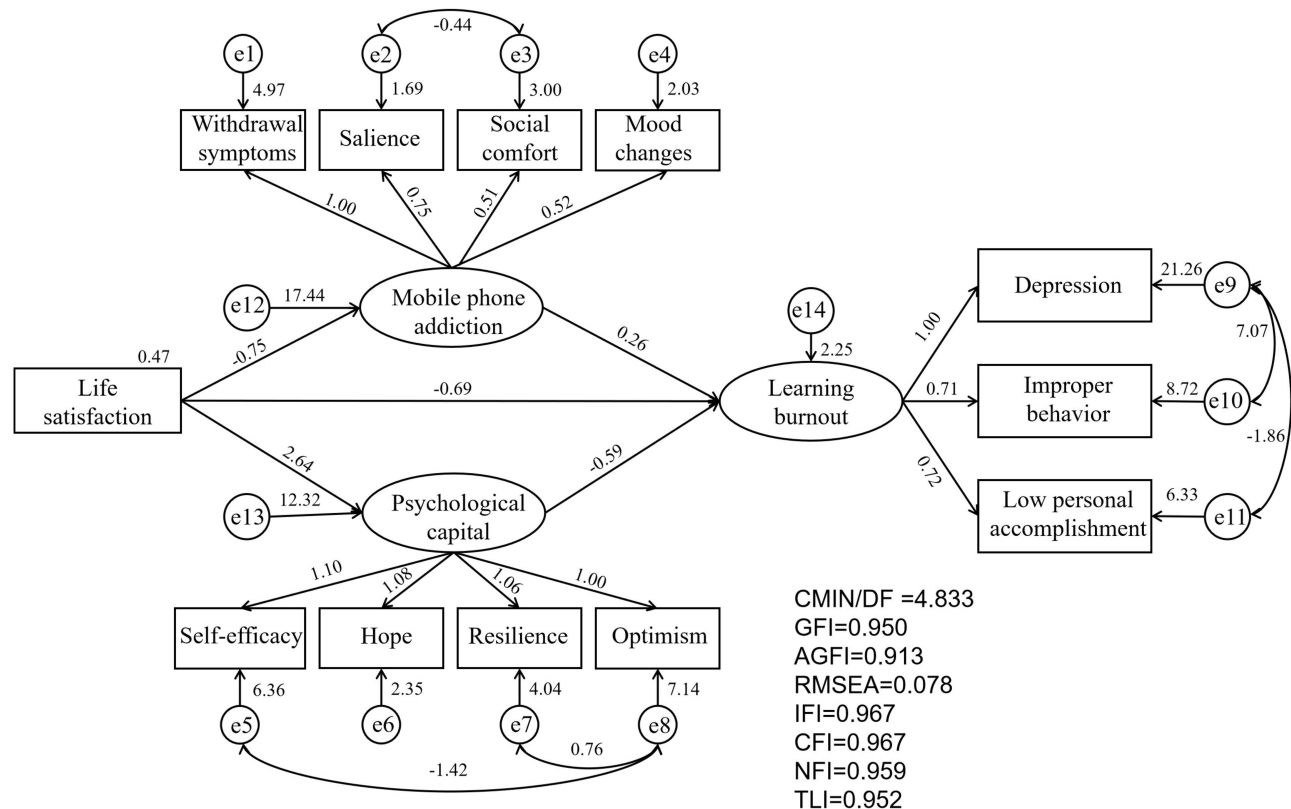 -0.44
e1
e2
e3
e4
4.97
1.69
3.00
2.03
Withdrawal
symptoms
Salience
Social
comfort
Mood
changes
1.00
0.75
0.51
0.52
e12
17.44
Mobile phone
addiction
e14
2.25
0.47
-0.75
0.26
Life
satisfaction
-0.69
Learning
burnout
2.64
-0.59
e13
12.32
Psychological
capital
1.00
0.71
0.72
Depression
21.26
e9
7.07
Improper
behavior
8.72
e10
-1.86
Low personal
accomplishment
6.33
e11
1.10
1.08
1.06
1.00
Self-efficacy
Hope
Resilience
Optimism
6.36
2.35
4.04
7.14
e5
e6
e7
e8
0.76
-1.42
CMIN/DF =4.833
GFI=0.950
AGFI=0.913
RMSEA=0.078
IFI=0.967
CFI=0.967
NFI=0.959
TLI=0.952